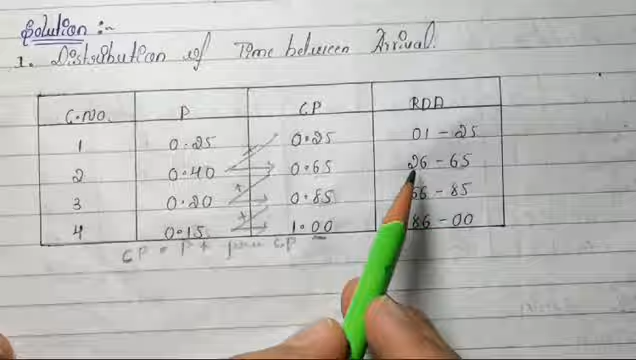 Solution :-
1. Distribution of Time between Arrival.
C.NO. P CP RDA
1 0.25 0.25 01 - 25
2 0.40 0.65 26 - 65
3 0.20 0.85 66 - 85
4 0.15 1.00 86 - 00
CP = P + CP